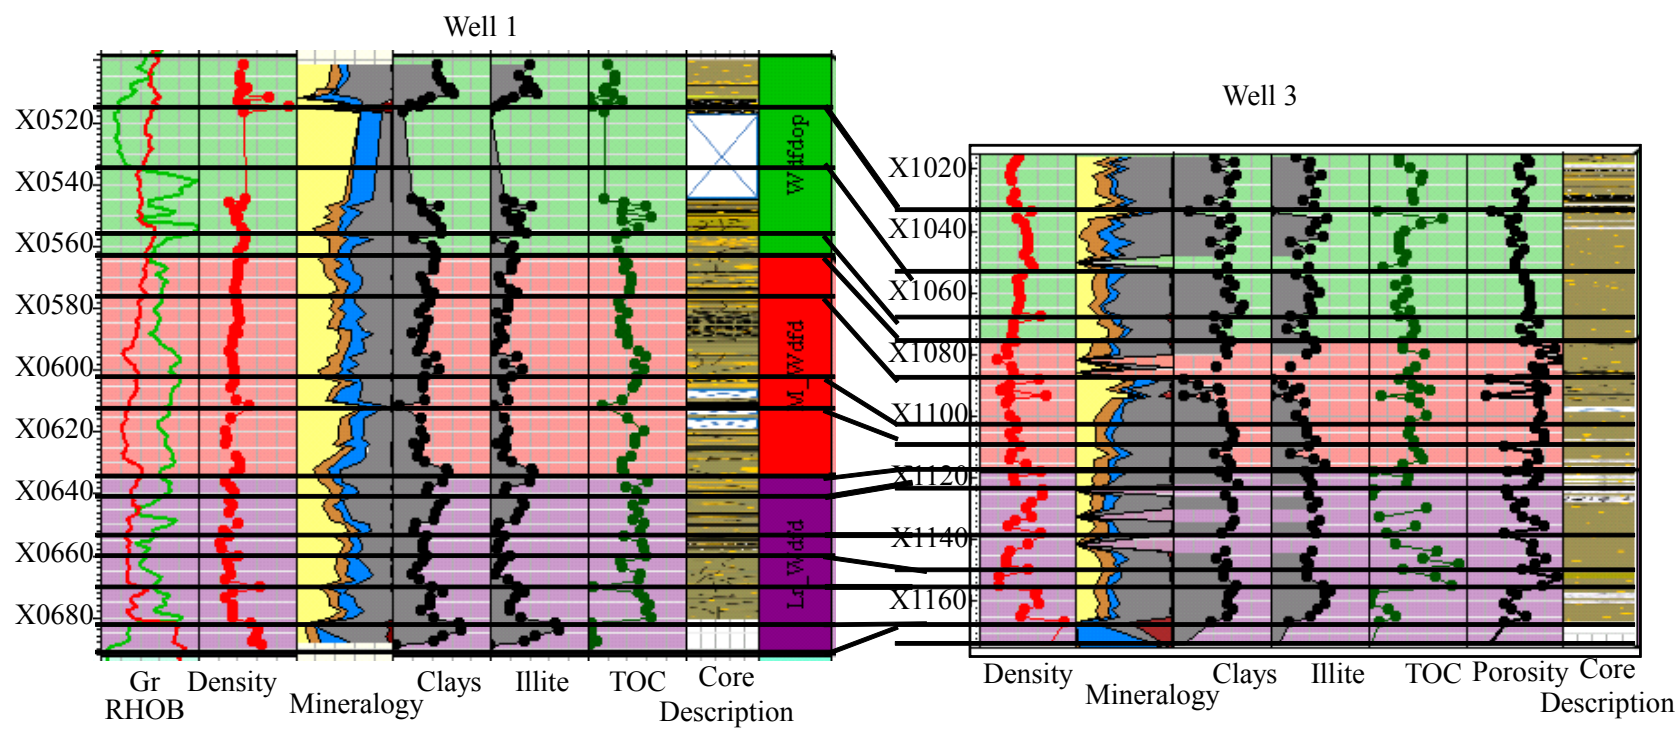 Well 1
Well 3
X0520
X0540
X0560
X0580
X0600
X0620
X0640
X0660
X0680
Wdfdop
M_Wdfd
Lr_Wdfd
Gr
RHOB
Density
Mineralogy
Clays
Illite
TOC
Core
Description
X1020
X1040
X1060
X1080
X1100
X1120
X1140
X1160
Density
Mineralogy
Clays
Illite
TOC
Porosity
Core
Description